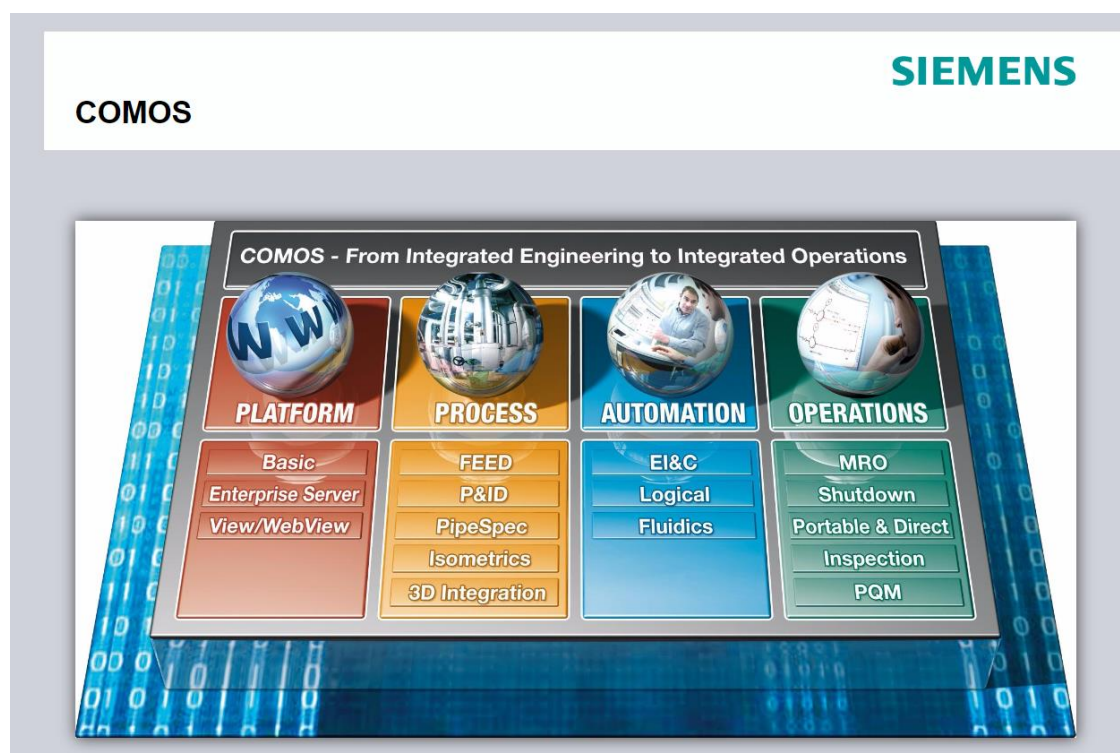 SIEMENS
COMOS
COMOS - From Integrated Engineering to Integrated Operations
WW
PLATFORM
PROCESS
AUTOMATION
OPERATIONS
Basic
Enterprise Server
View/WebView
FEED
P&ID
PipeSpec
Isometrics
3D Integration
EI&C
Logical
Fluidics
MRO
Shutdown
Portable & Direct
Inspection
PQM